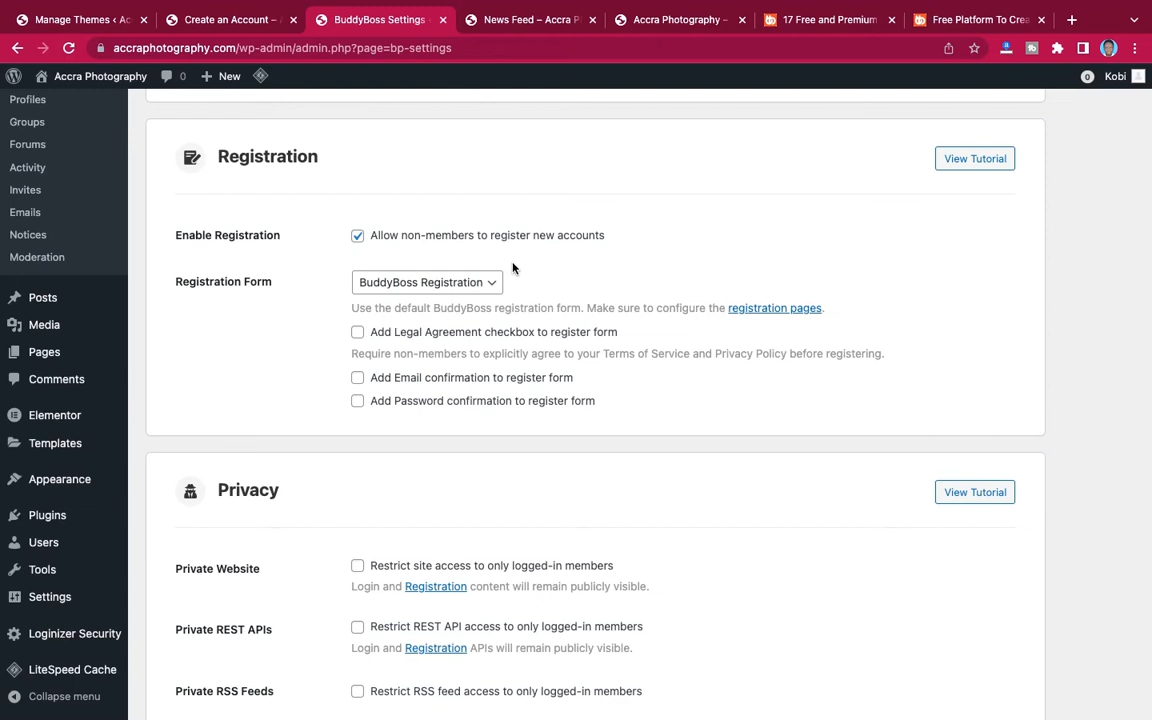 Manage Themes ‹ Ac
Create an Account – A
BuddyBoss Settings ‹
News Feed – Accra P
Accra Photography –
17 Free and Premium
Free Platform To Crea
accraphotography.com/wp-admin/admin.php?page=bp-settings
Accra Photography 0 New 0 Kobi
Profiles
Groups
Forums
Activity
Invites
Emails
Notices
Moderation
Posts
Media
Pages
Comments
Elementor
Templates
Appearance
Plugins
Users
Tools
Settings
Loginizer Security
LiteSpeed Cache
Collapse menu
Registration
View Tutorial
Enable Registration
Allow non-members to register new accounts
Registration Form
BuddyBoss Registration
Use the default BuddyBoss registration form. Make sure to configure the registration pages.
Add Legal Agreement checkbox to register form
Require non-members to explicitly agree to your Terms of Service and Privacy Policy before registering.
Add Email confirmation to register form
Add Password confirmation to register form
Privacy
View Tutorial
Private Website
Restrict site access to only logged-in members
Login and Registration content will remain publicly visible.
Private REST APIs
Restrict REST API access to only logged-in members
Login and Registration APIs will remain publicly visible.
Private RSS Feeds
Restrict RSS feed access to only logged-in members